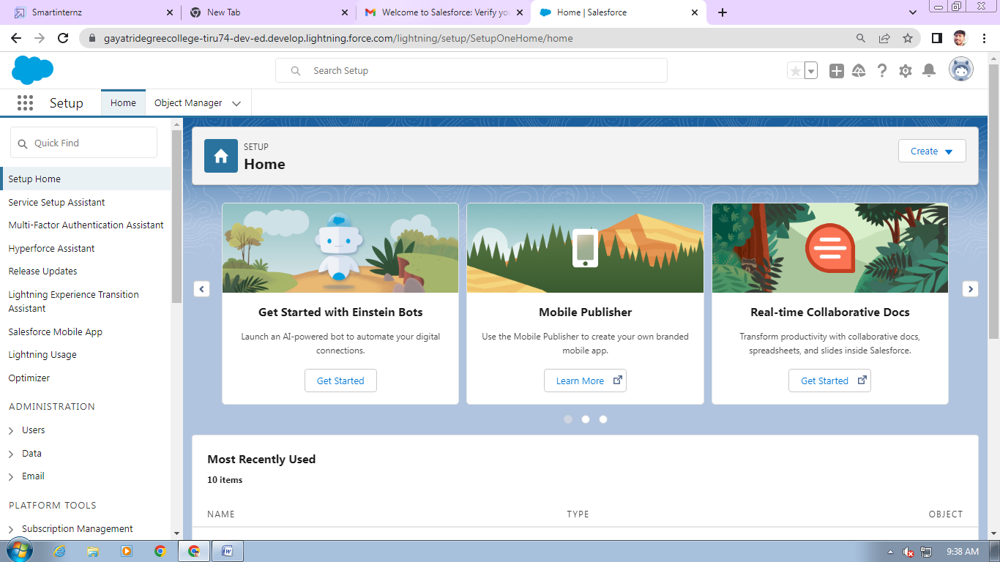 Smartinternz
New Tab
Welcome to Salesforce: Verify you
Home | Salesforce
gayatridegreecollege-tiru74-dev-ed.develop.lightning.force.com/lightning/setup/SetupOneHome/home
Search Setup
Setup
Home
Object Manager
Quick Find
Setup Home
Service Setup Assistant
Multi-Factor Authentication Assistant
Hyperforce Assistant
Release Updates
Lightning Experience Transition
Assistant
Salesforce Mobile App
Lightning Usage
Optimizer
ADMINISTRATION
Users
Data
Email
PLATFORM TOOLS
Subscription Management
SETUP
Home
Create
Get Started with Einstein Bots
Launch an AI-powered bot to automate your digital
connections.
Get Started
Mobile Publisher
Use the Mobile Publisher to create your own branded
mobile app.
Learn More
Real-time Collaborative Docs
Transform productivity with collaborative docs,
spreadsheets, and slides inside Salesforce.
Get Started
Most Recently Used
10 items
NAME
TYPE
OBJECT
9:38 AM